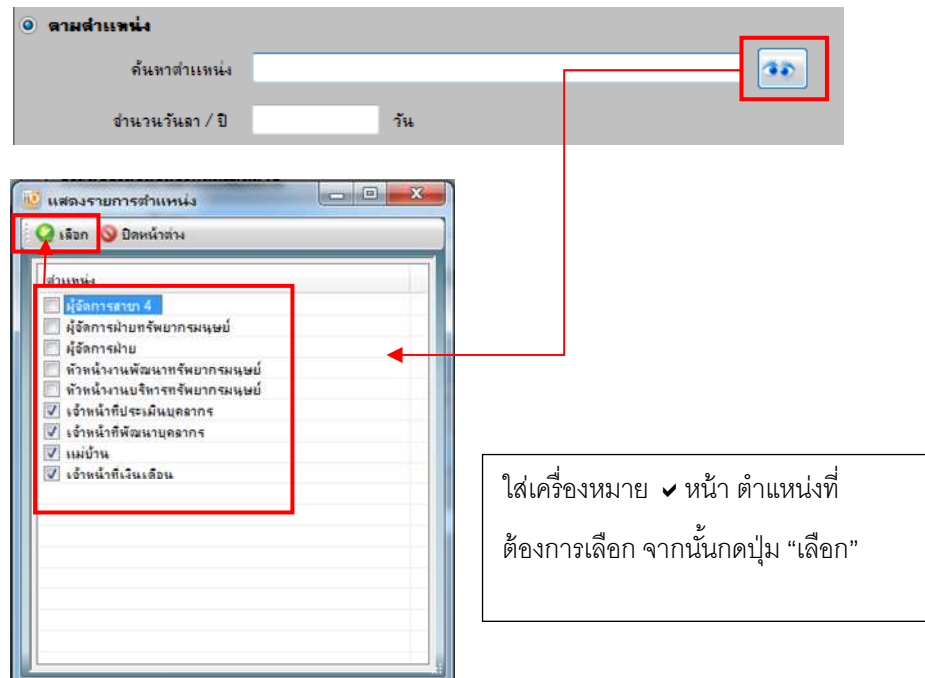 ตามตำแหน่ง
ค้นหาตำแหน่ง
จำนวนวันลา / ปี วัน
แสดงรายการตำแหน่ง
เลือก ปิดหน้าต่าง
ตำแหน่ง
ผู้จัดการสาขา 4
ผู้จัดการฝ่ายทรัพยากรมนุษย์
ผู้จัดการฝ่าย
หัวหน้างานพัฒนาทรัพยากรมนุษย์
หัวหน้างานบริหารทรัพยากรมนุษย์
เจ้าหน้าที่ประเมินบุคลากร
เจ้าหน้าที่พัฒนาบุคลากร
แม่บ้าน
เจ้าหน้าที่เงินเดือน
ใส่เครื่องหมาย ✔ หน้า ตำแหน่งที่
ต้องการเลือก จากนั้นกดปุ่ม “เลือก”